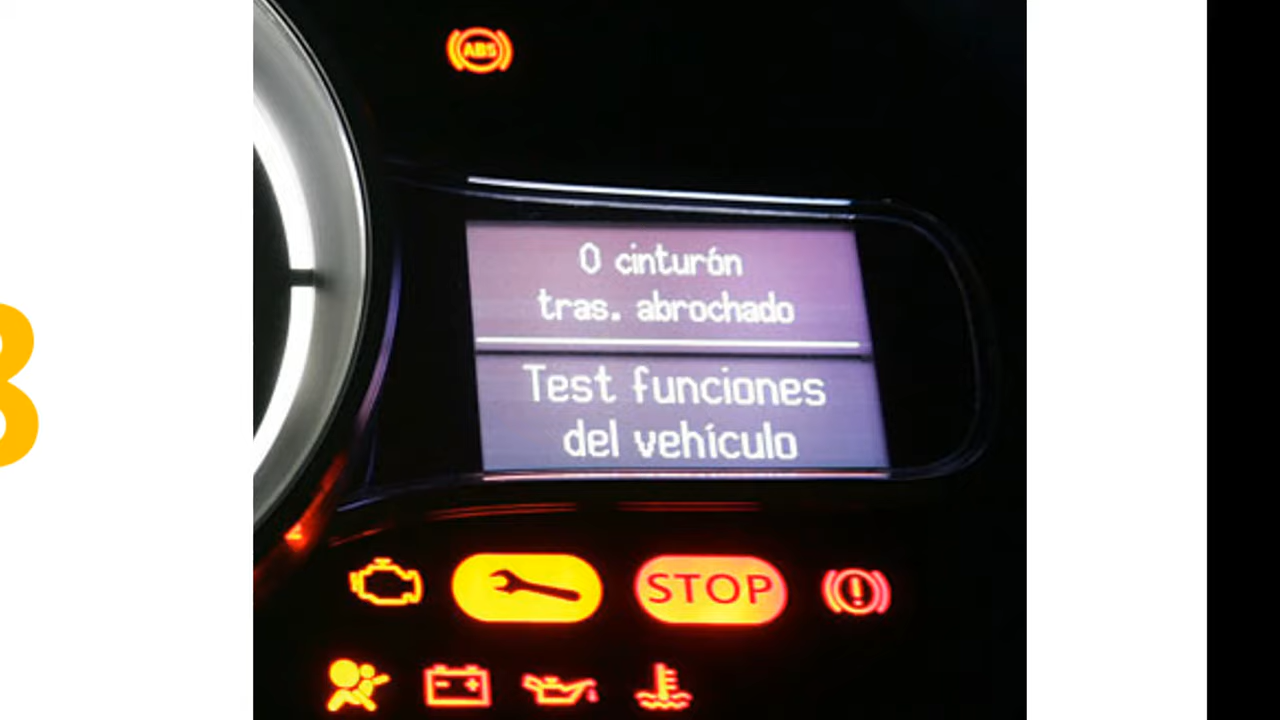 ABS
0 cinturón
tras. abrochado
Test funciones
del vehículo
STOP